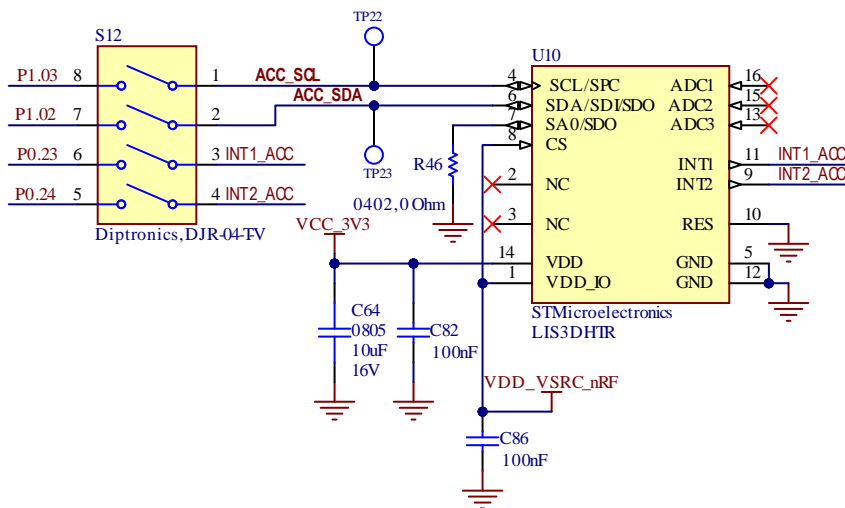 TP22
S12
P1.03 8 1 ACC_SCL
P1.02 7 2 ACC_SDA
P0.23 6 3 INT1_ACC
P0.24 5 4 INT2_ACC
Diptronics,DJR-04-T-V
TP23
R46
0402,0 Ohm
VCC_3V3
C64
0805
10uF
16V
C82
100nF
VDD_VSRC_nRF
C86
100nF
U10
4 SCL/SPC ADC1 16
6 SDA/SDI/SDO ADC2 15
7 SA0/SDO ADC3 13
8 CS
INT1 11 INT1_ACC
INT2 9 INT2_ACC
2 NC
3 NC RES 10
14 VDD GND 5
1 VDD_IO GND 12
STMicroelectronics
LIS3DHTR